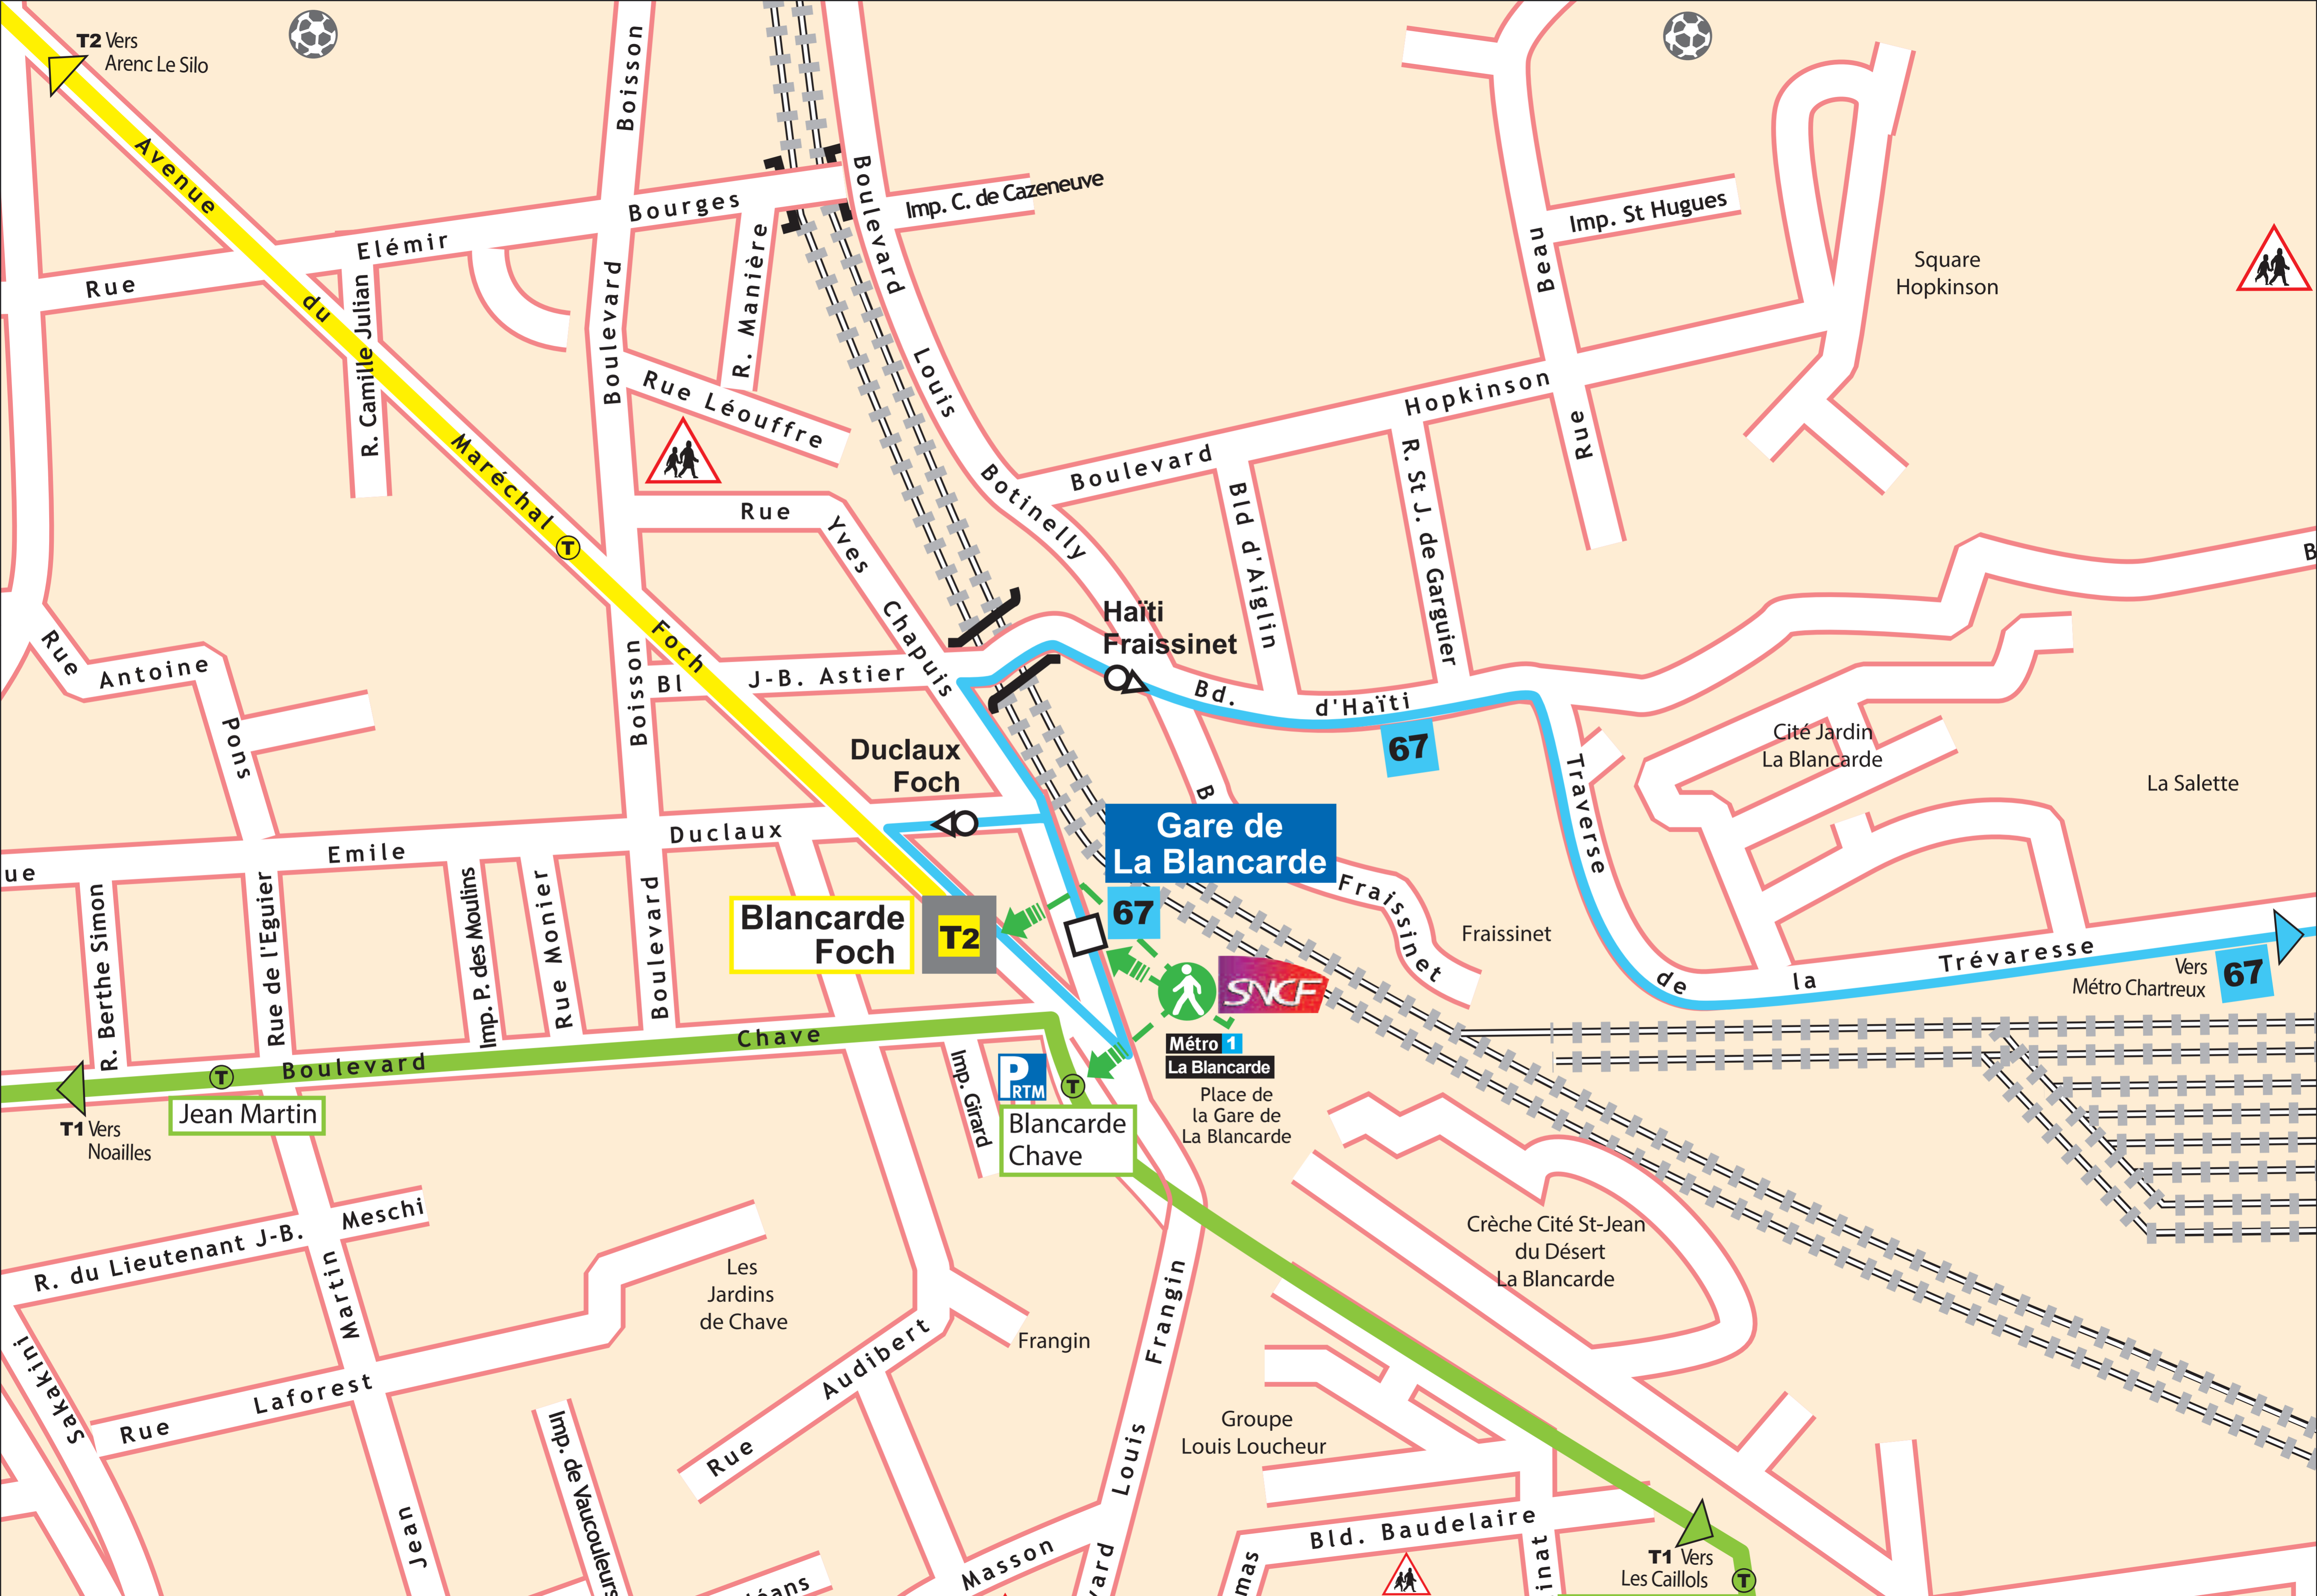 T2 Vers
Arenc Le Silo
Avenue
du
Maréchal
Foch
Boisson
Boulevard
Boisson
Boulevard
Rue
Elémir
Bourges
R. Camille Julian
R. Manière
Rue Léouffre
Boulevard
Louis
Botinelly
Imp. C. de Cazeneuve
Imp. St Hugues
Beau
Rue
Square
Hopkinson
Boulevard
Hopkinson
Bld d'Aiglin
R. St J. de Garguier
Rue
Yves
Chapuis
Haïti
Fraissinet
Bl
J-B. Astier
Bd.
d'Haïti
67
B
Rue
Antoine
Pons
Duclaux
Foch
Cité Jardin
La Blancarde
La Salette
Traverse
de
la
Trévaresse
B
Gare de
La Blancarde
67
Fraissinet
Fraissinet
Vers
Métro Chartreux
67
ue
Emile
Duclaux
R. Berthe Simon
Rue de l'Eguier
Imp. P. des Moulins
Rue Monier
Blancarde
Foch
T2
SNCF
Métro 1
La Blancarde
Place de
la Gare de
La Blancarde
Boulevard
Chave
T
T
T
T
Jean Martin
T1 Vers
Noailles
Imp. Girard
P
RTM
Blancarde
Chave
R. du Lieutenant J-B.
Meschi
Martin
Jean
Les
Jardins
de Chave
Crèche Cité St-Jean
du Désert
La Blancarde
Frangin
Frangin
Louis
ard
Sakakini
Rue
Laforest
Rue
Audibert
Imp. de Vaucouleurs
Groupe
Louis Loucheur
Masson
éans
mas
Bld. Baudelaire
inat
T1 Vers
Les Caillols